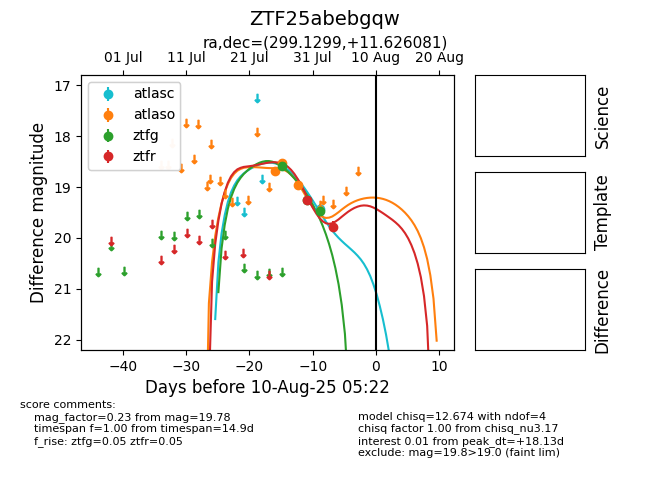 ZTF25abebgqw
ra,dec=(299.1299,+11.626081)
01 Jul 11 Jul 21 Jul 31 Jul 10 Aug 20 Aug
atlasc
atlaso
ztfg
ztfr
17
18
19
20
21
22
Difference magnitude
−40 −30 −20 −10 0 10
Days before 10-Aug-25 05:22
Science
Template
Difference
score comments:
mag_factor=0.23 from mag=19.78
timespan f=1.00 from timespan=14.9d
f_rise: ztfg=0.05 ztfr=0.05
model chisq=12.674 with ndof=4
chisq factor 1.00 from chisq_nu3.17
interest 0.01 from peak_dt=+18.13d
exclude: mag=19.8>19.0 (faint lim)